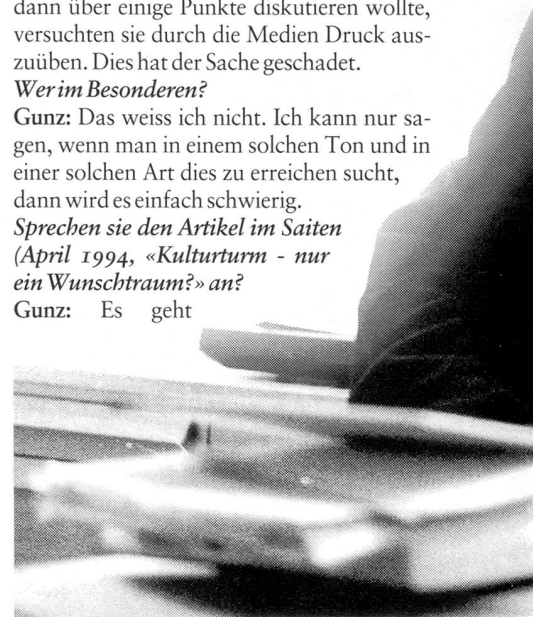 dann über einige Punkte diskutieren wollte,
versuchten sie durch die Medien Druck aus-
zuüben. Dies hat der Sache geschadet.
Wer im Besonderen?
Gunz: Das weiss ich nicht. Ich kann nur sa-
gen, wenn man in einem solchen Ton und in
einer solchen Art dies zu erreichen sucht,
dann wird es einfach schwierig.
Sprechen sie den Artikel im Saiten
(April 1994, «Kulturturm - nur
ein Wunschtraum?» an?
Gunz: Es geht